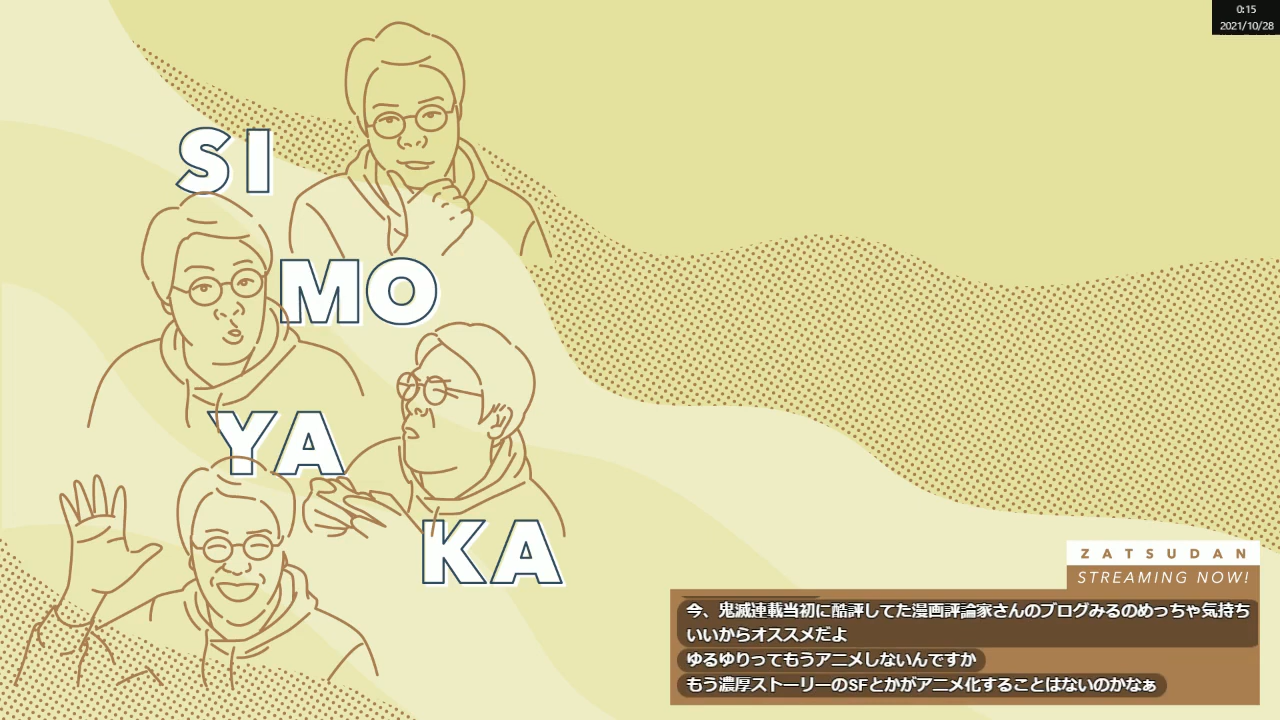 0:15
2021/10/28
SI
MO
YA
KA
ZATSUDAN
STREAMING NOW!
今、鬼滅連載当初に酷評してた漫画評論家さんのブログみるのめっちゃ気持ち
いいからオススメだよ
ゆるゆりってもうアニメしないんですか
もう濃厚ストーリーのSFとかがアニメ化することはないのかなぁ